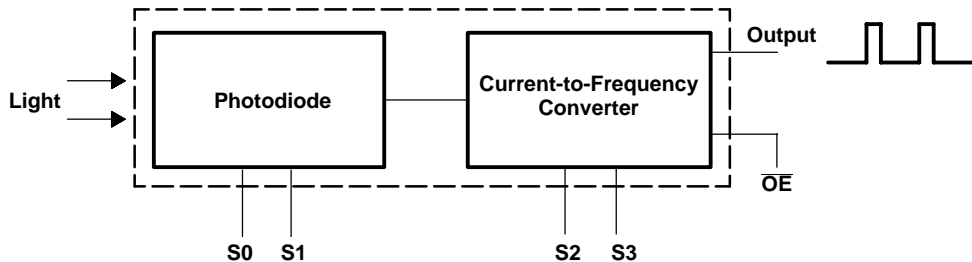 Light
Photodiode
Current-to-Frequency
Converter
Output
OE
S0
S1
S2
S3